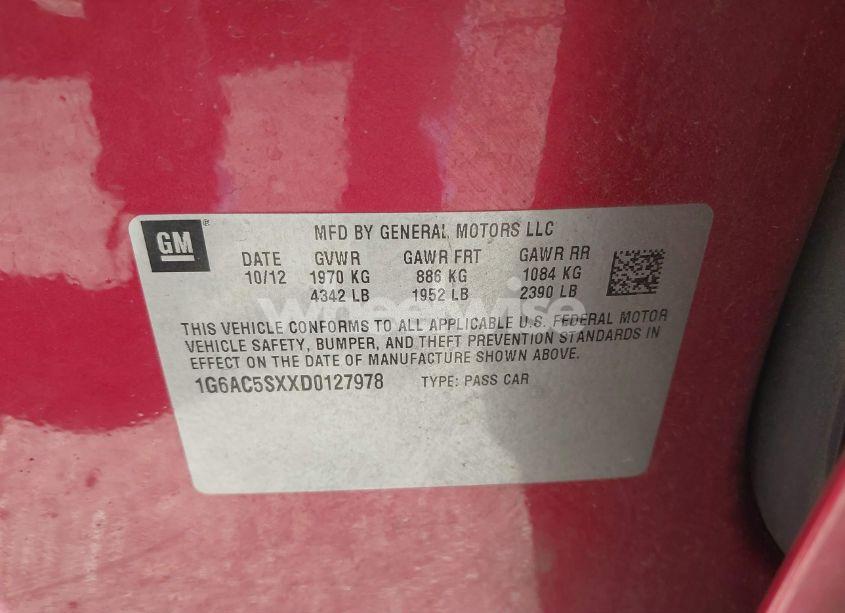 GM
MFD BY GENERAL MOTORS LLC
DATE GVWR GAWR FRT GAWR RR
10/12 1970 KG 886 KG 1084 KG
4342 LB 1952 LB 2390 LB
wheelwise
THIS VEHICLE CONFORMS TO ALL APPLICABLE U.S. FEDERAL MOTOR
VEHICLE SAFETY, BUMPER, AND THEFT PREVENTION STANDARDS IN
EFFECT ON THE DATE OF MANUFACTURE SHOWN ABOVE.
1G6AC5SXXD0127978 TYPE: PASS CAR